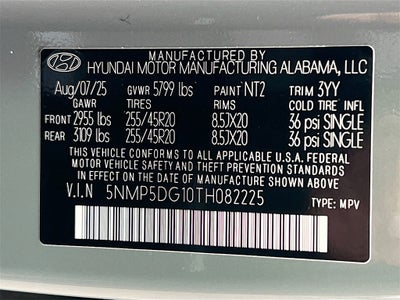 MANUFACTURED BY
HYUNDAI MOTOR MANUFACTURING ALABAMA, LLC
Aug/07/25 GVWR 5799 lbs PAINT NT2 TRIM 3YY
GAWR TIRES RIMS COLD TIRE INFL
FRONT 2955 lbs 255/45R20 8.5JX20 36 psi SINGLE
REAR 3109 lbs 255/45R20 8.5JX20 36 psi SINGLE
THIS VEHICLE CONFORMS TO ALL APPLICABLE U.S. FEDERAL
MOTOR VEHICLE SAFETY AND THEFT PREVENTION STANDARDS
IN EFFECT ON THE DATE OF MANUFACTURE SHOWN ABOVE.
V.I.N 5NMP5DG10TH082225
TYPE: MPV